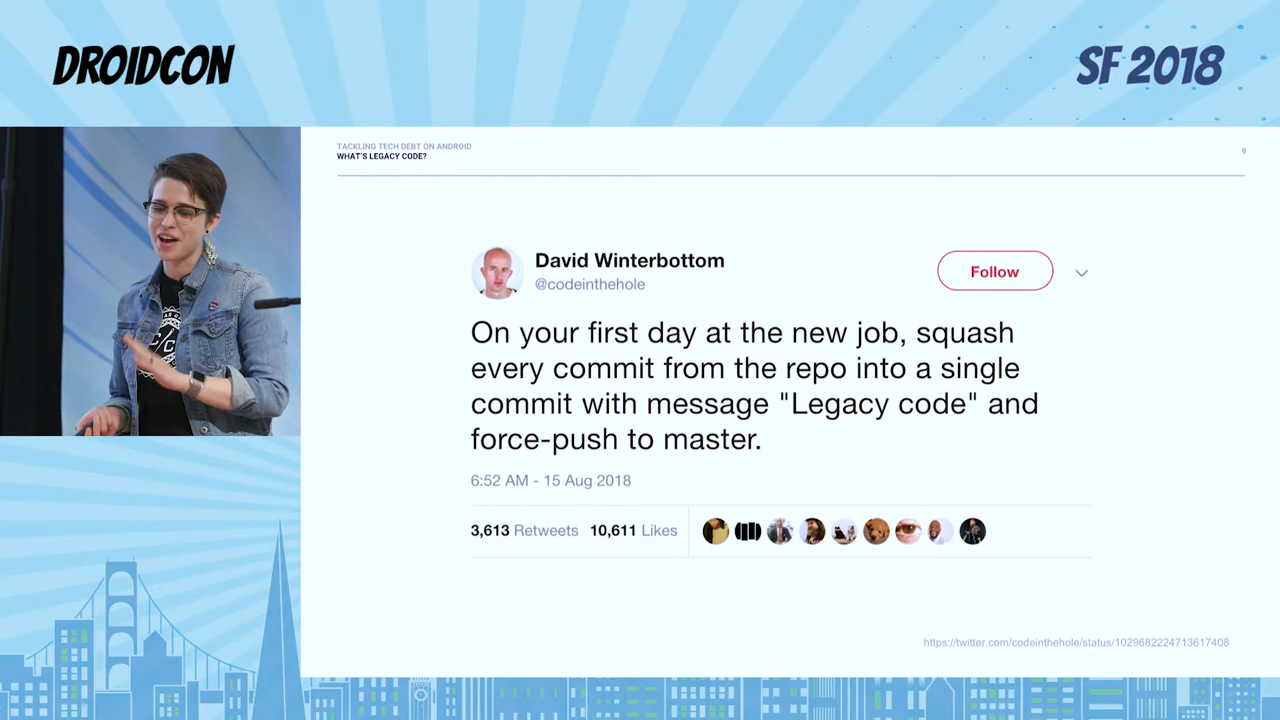 DROIDCON
SF 2018
TACKLING TECH DEBT ON ANDROID
WHAT'S LEGACY CODE?
9
David Winterbottom
@codeinthehole
Follow
On your first day at the new job, squash
every commit from the repo into a single
commit with message "Legacy code" and
force-push to master.
6:52 AM - 15 Aug 2018
3,613 Retweets 10,611 Likes
https://twitter.com/codeinthehole/status/1029682224713617408